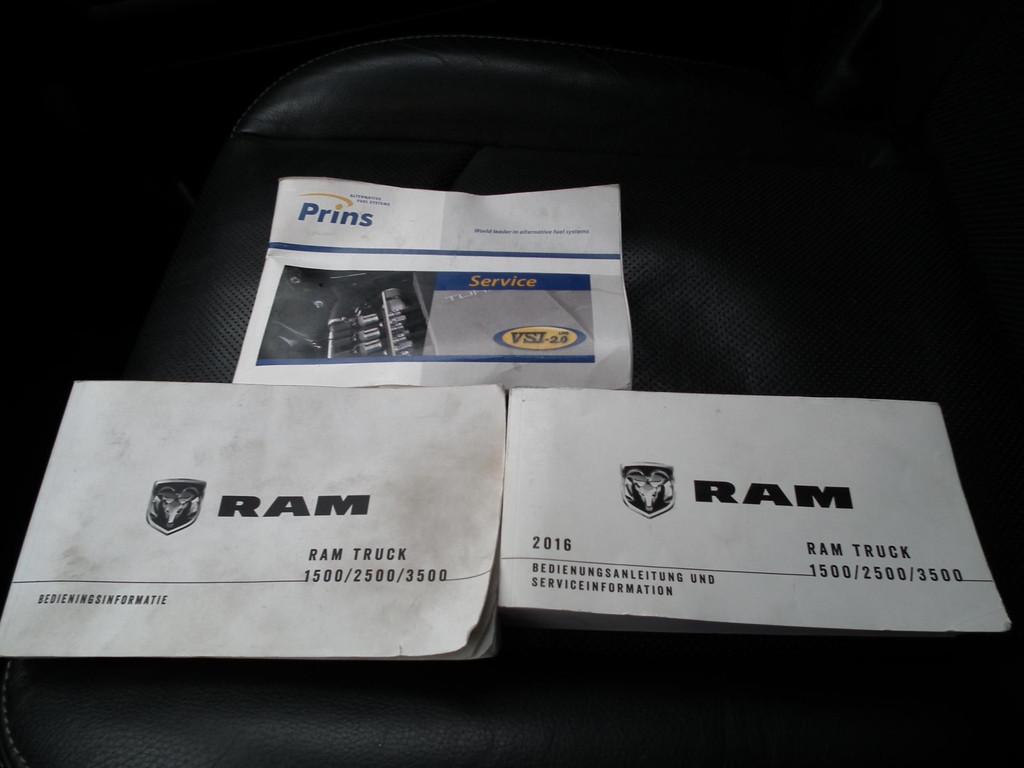 ALTERNATIVE
FUEL SYSTEMS
Prins
World leader in alternative fuel systems
Service
VSI-2.0
RAM
RAM TRUCK
1500/2500/3500
BEDIENINGSINFORMATIE
RAM
2016
RAM TRUCK
1500/2500/3500
BEDIENUNGSANLEITUNG UND
SERVICEINFORMATION